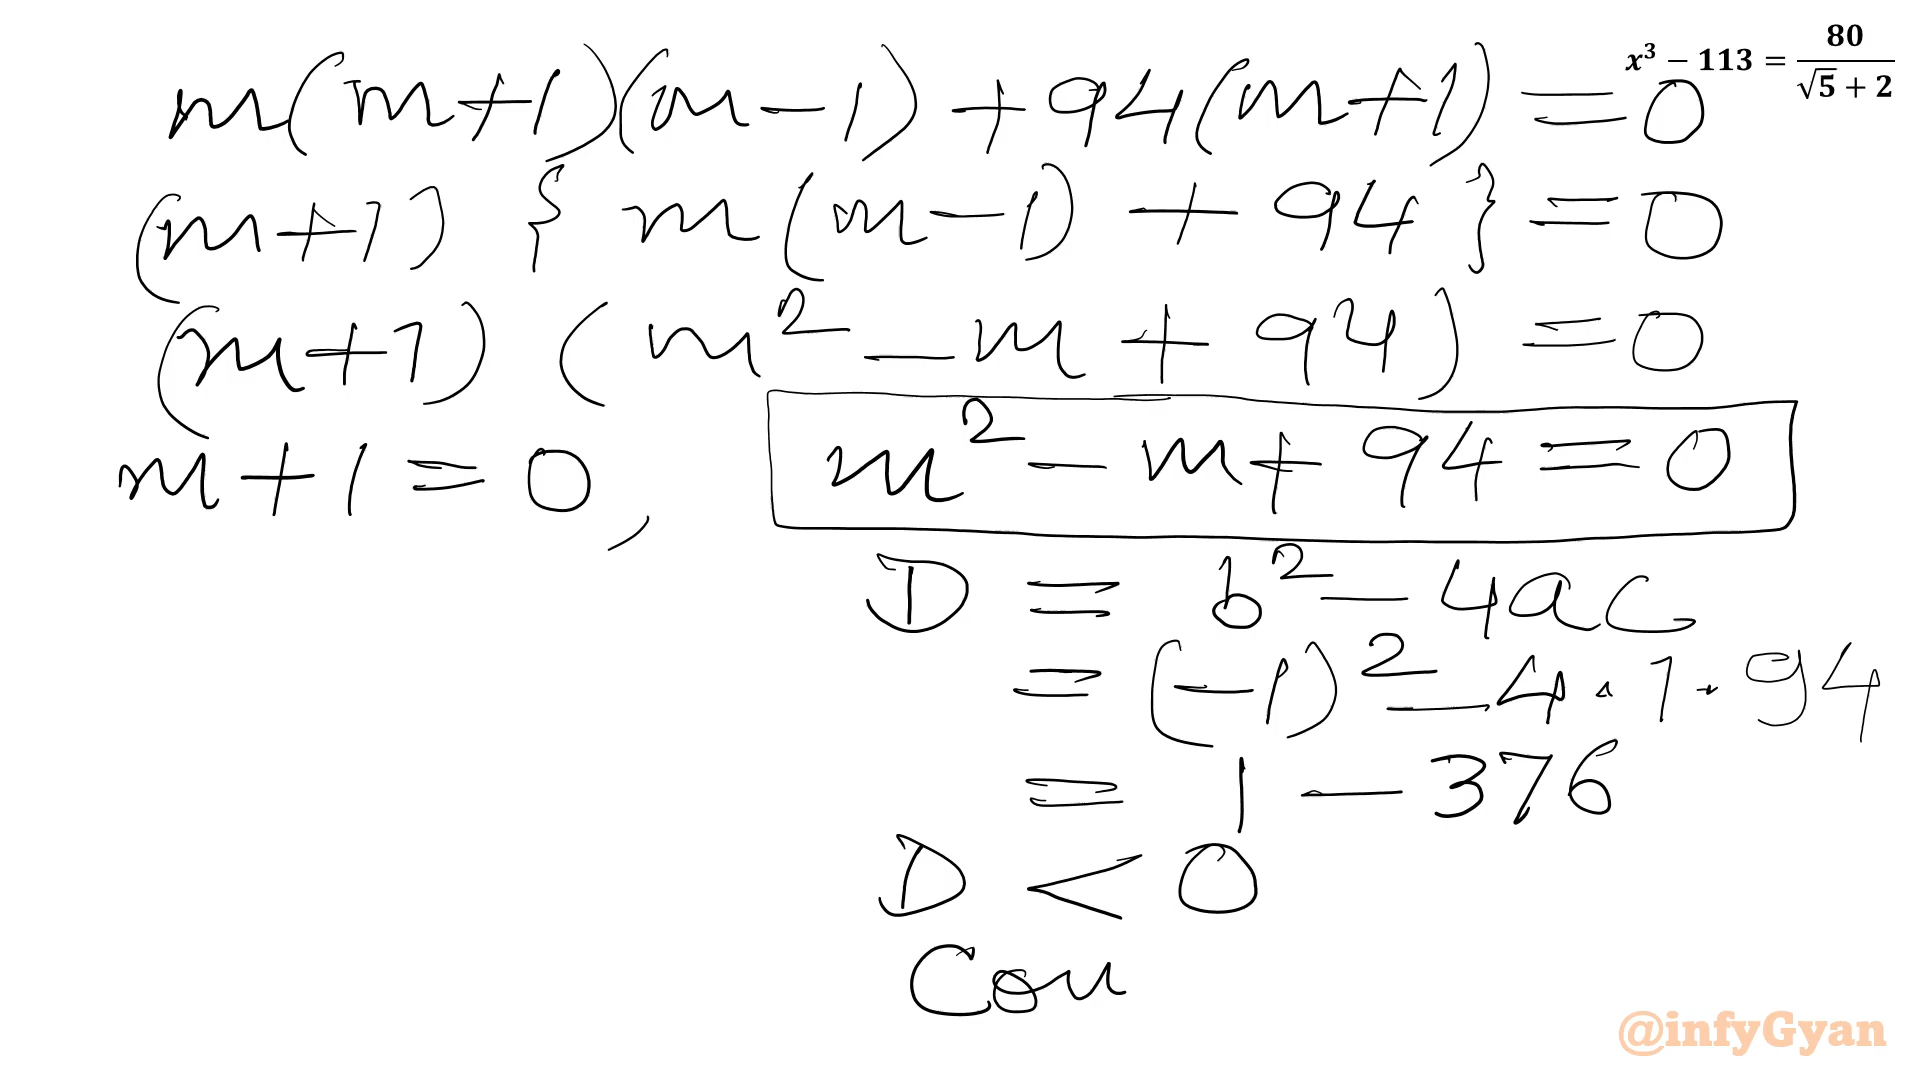 m(m+1)(m-1)+94(m+1)=0
x³ − 113 = 80/(√5 + 2)
(m+1) { m(m-1) + 94 } = 0
(m+1) (m² - m + 94) = 0
m+1=0, m² - m + 94 = 0
D = b² - 4ac
= (-1)² - 4·1·94
= 1 - 376
D < 0
Com
@infyGyan